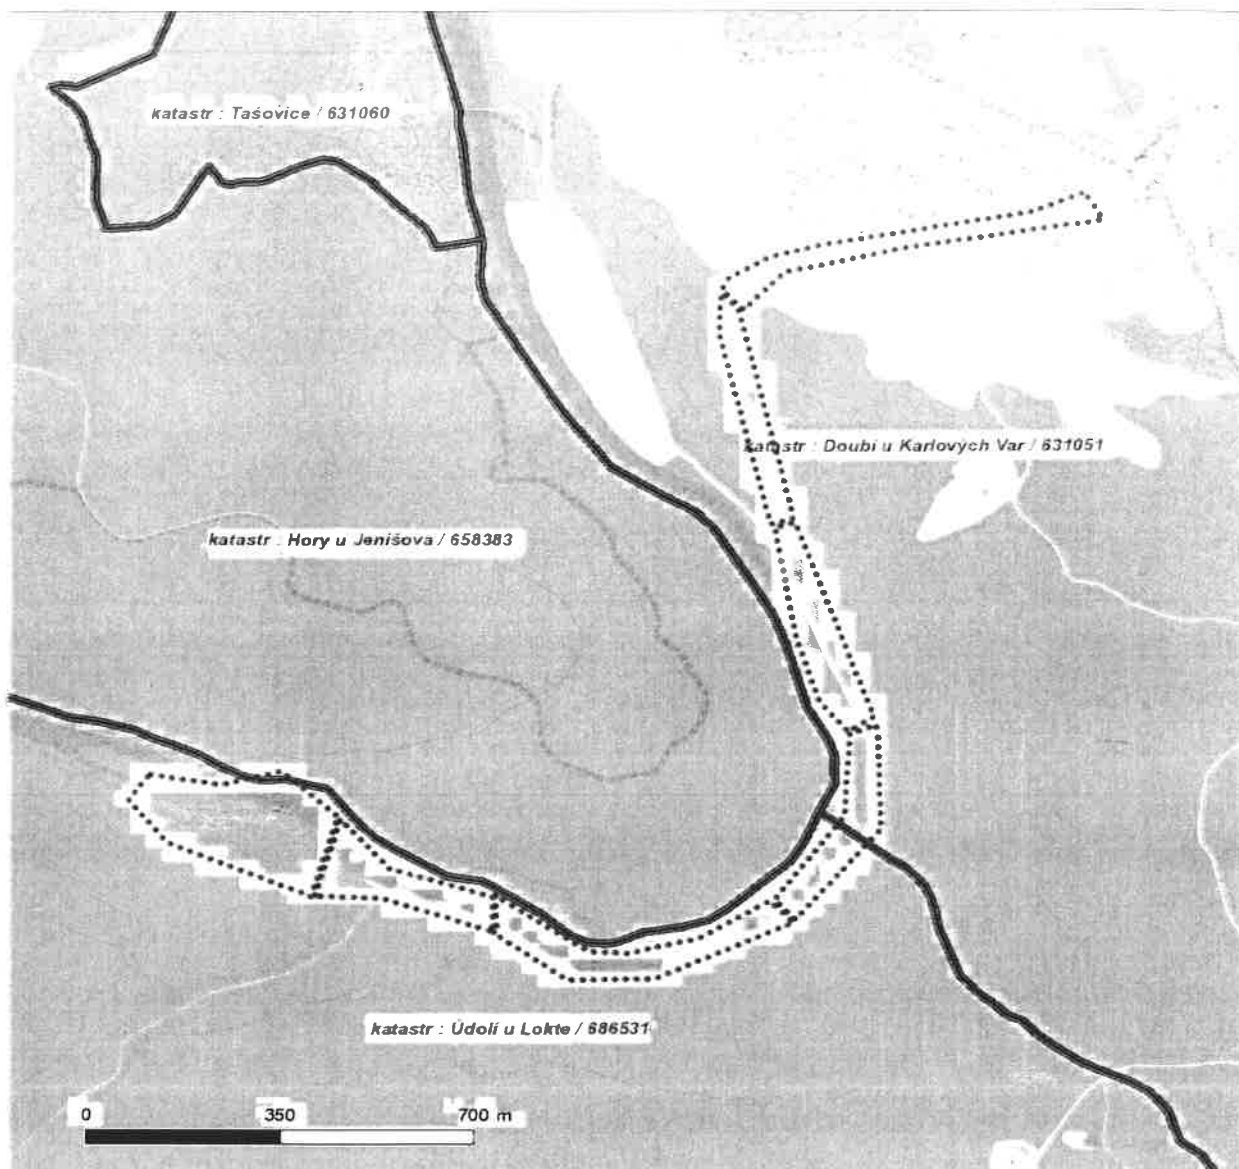 katastr : Tašovice / 631060
katastr : Doubí u Karlových Var / 631051
katastr : Hory u Jenišova / 658383
katastr : Údolí u Lokte / 686531
0 350 700 m